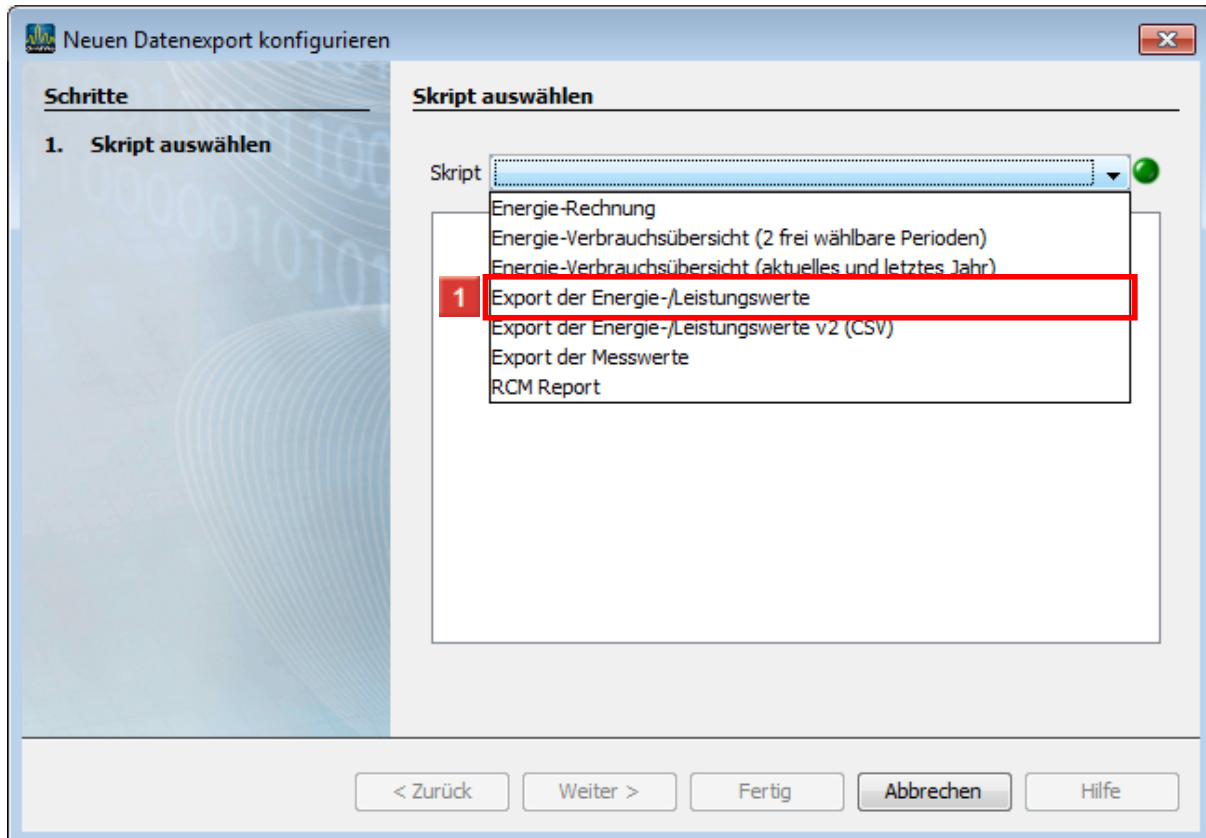 Neuen Datenexport konfigurieren
Schritte
1. Skript auswählen
Skript auswählen
Skript
Energie-Rechnung
Energie-Verbrauchsübersicht (2 frei wählbare Perioden)
Energie-Verbrauchsübersicht (aktuelles und letztes Jahr)
1 Export der Energie-/Leistungswerte
Export der Energie-/Leistungswerte v2 (CSV)
Export der Messwerte
RCM Report
< Zurück Weiter > Fertig Abbrechen Hilfe